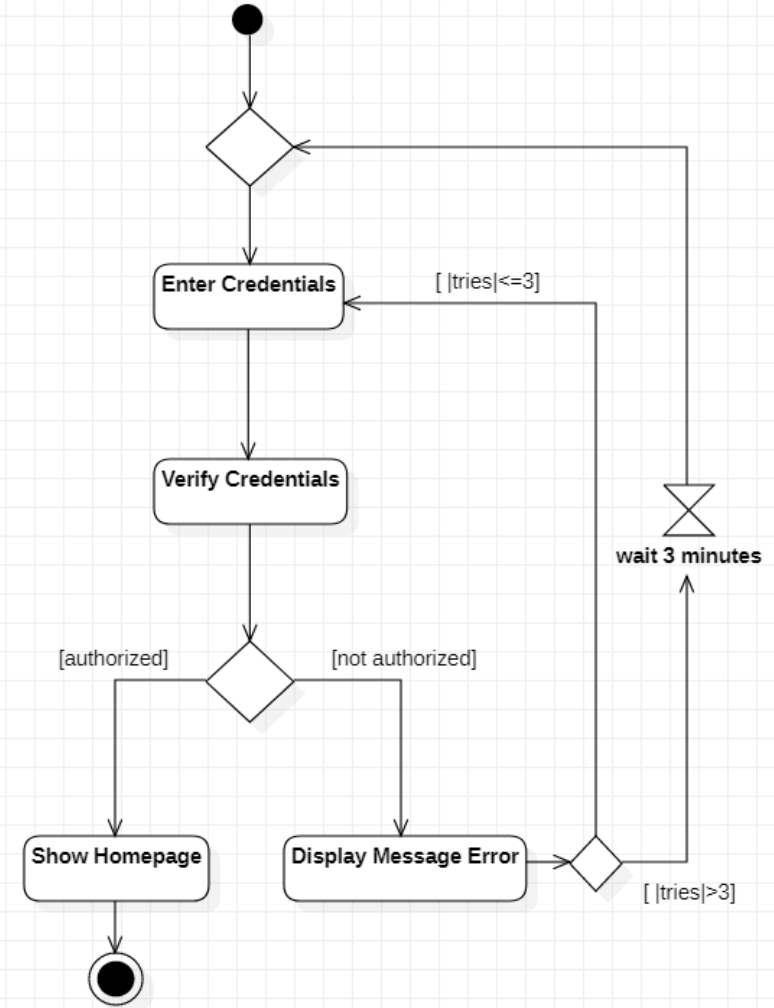 [ |tries|<=3]
Enter Credentials
Verify Credentials
wait 3 minutes
[authorized]
[not authorized]
Show Homepage
Display Message Error
[ |tries|>3]